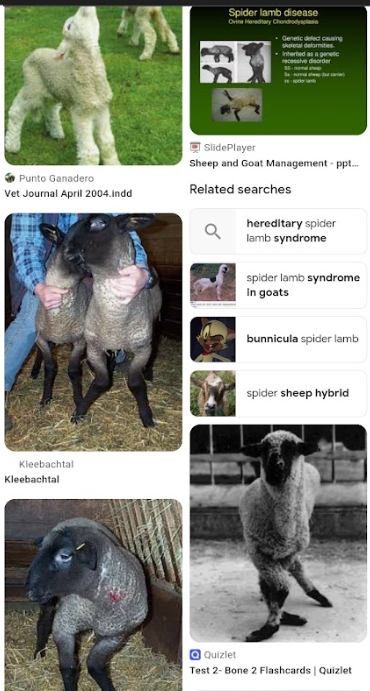 Punto Ganadero
Vet Journal April 2004.indd
Kleebachtal
Kleebachtal
Spider lamb disease
Ovine Hereditary Chondrodysplasia
• Genetic defect causing
skeletal deformities.
• Inherited as a genetic
recessive disorder
SlidePlayer
Sheep and Goat Management - ppt...
Related searches
hereditary spider
lamb syndrome
spider lamb syndrome
in goats
bunnicula spider lamb
spider sheep hybrid
Quizlet
Test 2- Bone 2 Flashcards | Quizlet